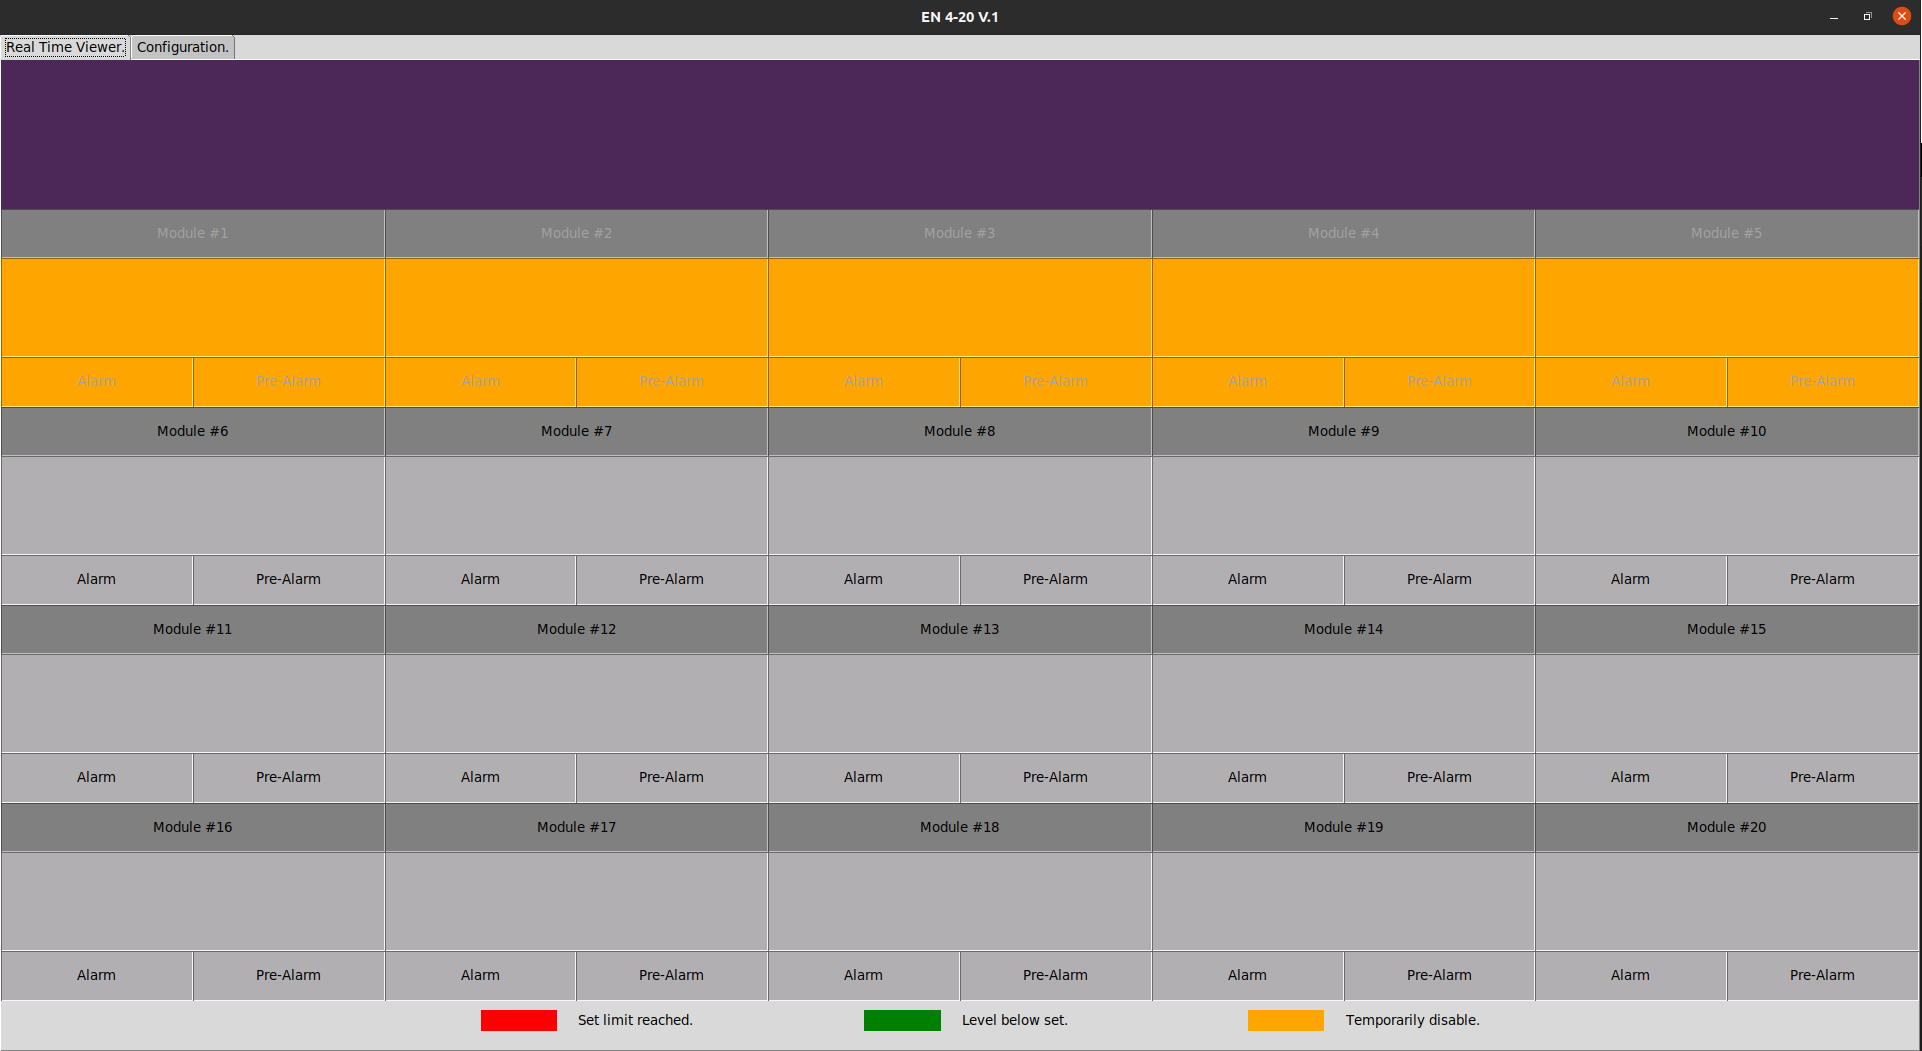 EN 4-20 V.1
Real Time Viewer. Configuration.
Module #1 Module #2 Module #3 Module #4 Module #5
Alarm Pre-Alarm Alarm Pre-Alarm Alarm Pre-Alarm Alarm Pre-Alarm Alarm Pre-Alarm
Module #6 Module #7 Module #8 Module #9 Module #10
Alarm Pre-Alarm Alarm Pre-Alarm Alarm Pre-Alarm Alarm Pre-Alarm Alarm Pre-Alarm
Module #11 Module #12 Module #13 Module #14 Module #15
Alarm Pre-Alarm Alarm Pre-Alarm Alarm Pre-Alarm Alarm Pre-Alarm Alarm Pre-Alarm
Module #16 Module #17 Module #18 Module #19 Module #20
Alarm Pre-Alarm Alarm Pre-Alarm Alarm Pre-Alarm Alarm Pre-Alarm Alarm Pre-Alarm
Set limit reached. Level below set. Temporarily disable.